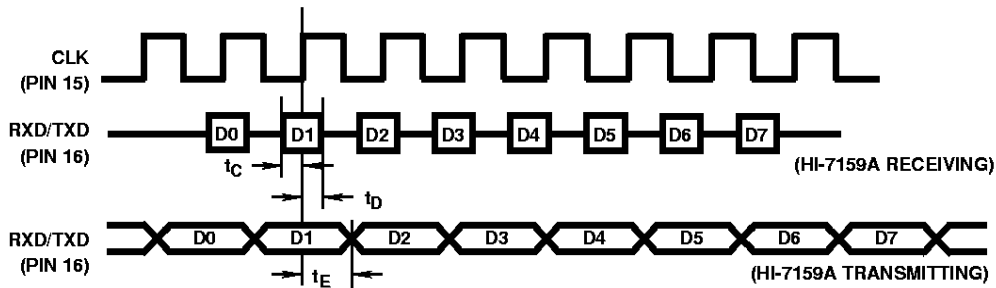 CLK
(PIN 15)
RXD/TXD
(PIN 16)
D0 D1 D2 D3 D4 D5 D6 D7
(HI-7159A RECEIVING)
tC
tD
RXD/TXD
(PIN 16)
D0 D1 D2 D3 D4 D5 D6 D7
(HI-7159A TRANSMITTING)
tE